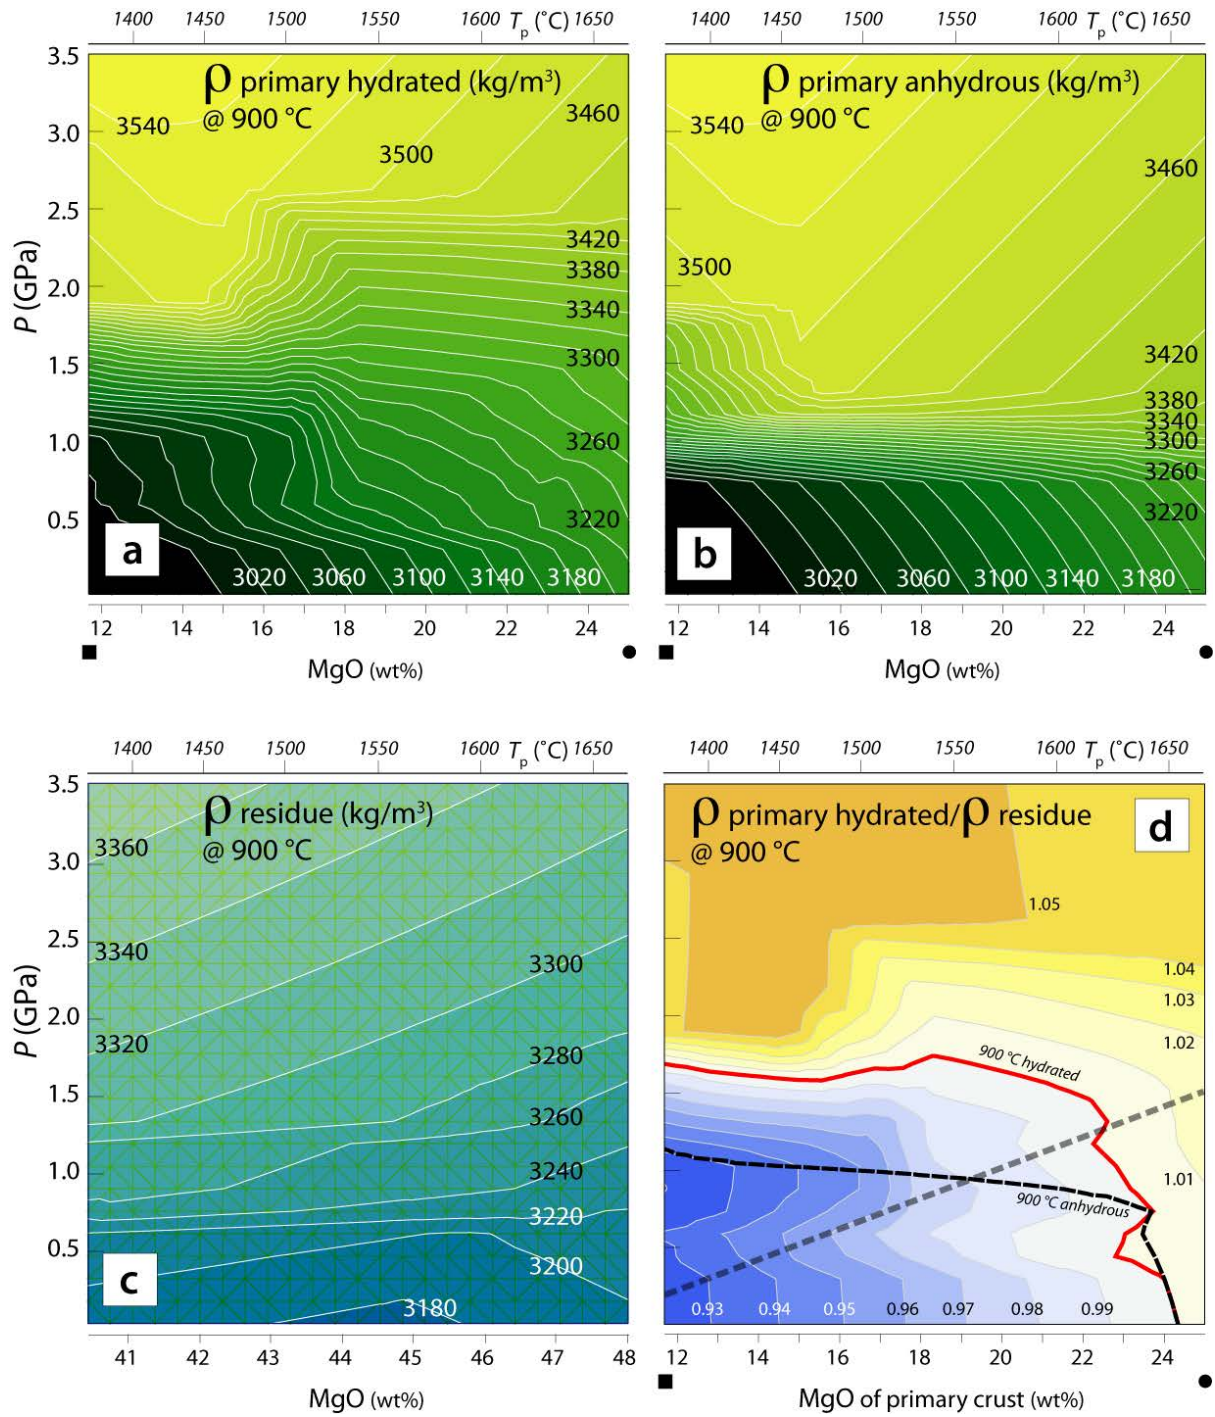 1400 1450 1500 1550 1600 Tp (°C) 1650
3.5
3.0
2.5
2.0
1.5
1.0
0.5
P (GPa)
ρ primary hydrated (kg/m³)
@ 900 °C
3540
3460
3500
3420
3380
3340
3300
3260
3220
3020 3060 3100 3140 3180
a
12 14 16 18 20 22 24
MgO (wt%)
1400 1450 1500 1550 1600 Tp (°C) 1650
ρ primary anhydrous (kg/m³)
@ 900 °C
3540
3460
3500
3420
3380
3340
3300
3260
3220
3020 3060 3100 3140 3180
b
12 14 16 18 20 22 24
MgO (wt%)
1400 1450 1500 1550 1600 Tp (°C) 1650
3.5
3.0
2.5
2.0
1.5
1.0
0.5
P (GPa)
ρ residue (kg/m³)
@ 900 °C
3360
3340
3300
3320
3280
3260
3240
3220
3200
3180
c
41 42 43 44 45 46 47 48
MgO (wt%)
1400 1450 1500 1550 1600 Tp (°C) 1650
ρ primary hydrated/ρ residue
@ 900 °C
d
1.05
1.04
1.03
1.02
900 °C hydrated
1.01
900 °C anhydrous
0.93 0.94 0.95 0.96 0.97 0.98 0.99
12 14 16 18 20 22 24
MgO of primary crust (wt%)